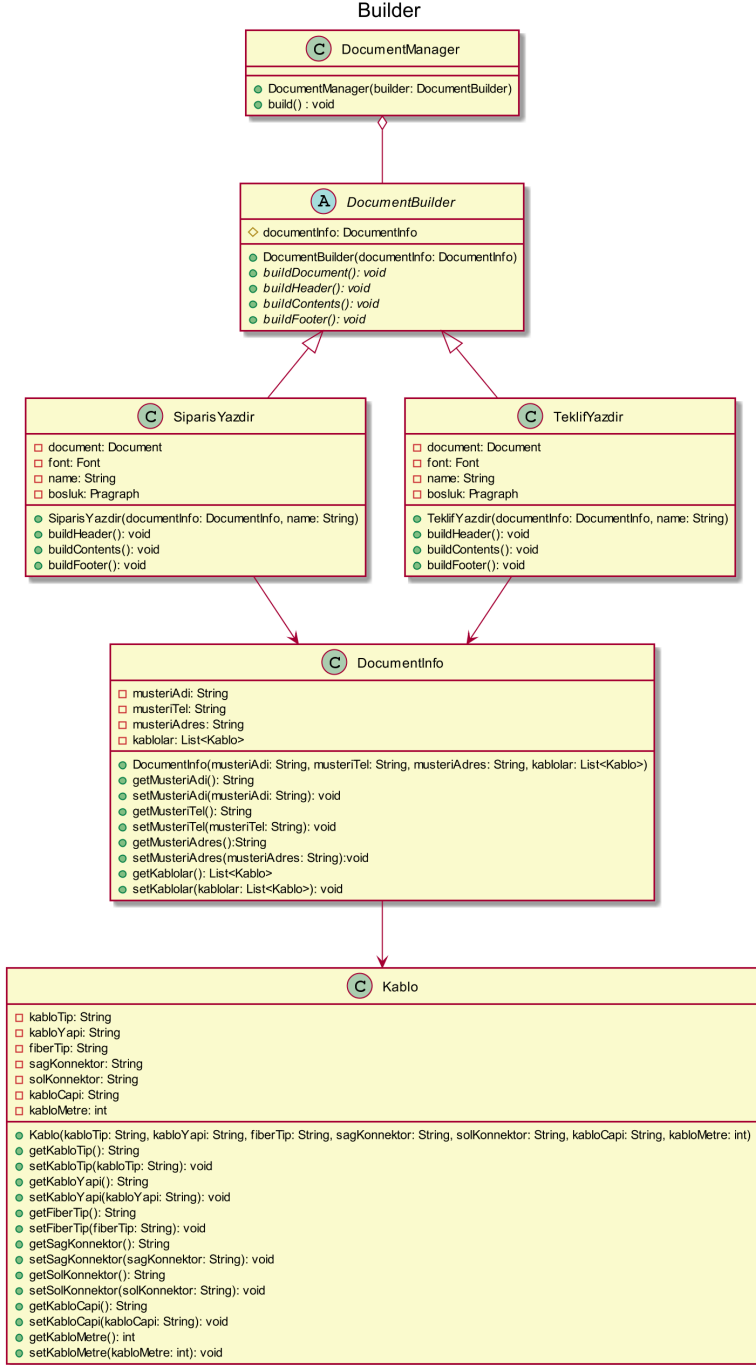 Builder
C DocumentManager
DocumentManager(builder: DocumentBuilder)
build() : void
A DocumentBuilder
documentInfo: DocumentInfo
DocumentBuilder(documentInfo: DocumentInfo)
buildDocument(): void
buildHeader(): void
buildContents(): void
buildFooter(): void
C SiparisYazdir
document: Document
font: Font
name: String
bosluk: Pragraph
SiparisYazdir(documentInfo: DocumentInfo, name: String)
buildHeader(): void
buildContents(): void
buildFooter(): void
C TeklifYazdir
document: Document
font: Font
name: String
bosluk: Pragraph
TeklifYazdir(documentInfo: DocumentInfo, name: String)
buildHeader(): void
buildContents(): void
buildFooter(): void
C DocumentInfo
musteriAdi: String
musteriTel: String
musteriAdres: String
kablolar: List<Kablo>
DocumentInfo(musteriAdi: String, musteriTel: String, musteriAdres: String, kablolar: List<Kablo>)
getMusteriAdi(): String
setMusteriAdi(musteriAdi: String): void
getMusteriTel(): String
setMusteriTel(musteriTel: String): void
getMusteriAdres():String
setMusteriAdres(musteriAdres: String):void
getKablolar(): List<Kablo>
setKablolar(kablolar: List<Kablo>): void
C Kablo
kabloTip: String
kabloYapi: String
fiberTip: String
sagKonnektor: String
solKonnektor: String
kabloCapi: String
kabloMetre: int
Kablo(kabloTip: String, kabloYapi: String, fiberTip: String, sagKonnektor: String, solKonnektor: String, kabloCapi: String, kabloMetre: int)
getKabloTip(): String
setKabloTip(kabloTip: String): void
getKabloYapi(): String
setKabloYapi(kabloYapi: String): void
getFiberTip(): String
setFiberTip(fiberTip: String): void
getSagKonnektor(): String
setSagKonnektor(sagKonnektor: String): void
getSolKonnektor(): String
setSolKonnektor(solKonnektor: String): void
getKabloCapi(): String
setKabloCapi(kabloCapi: String): void
getKabloMetre(): int
setKabloMetre(kabloMetre: int): void